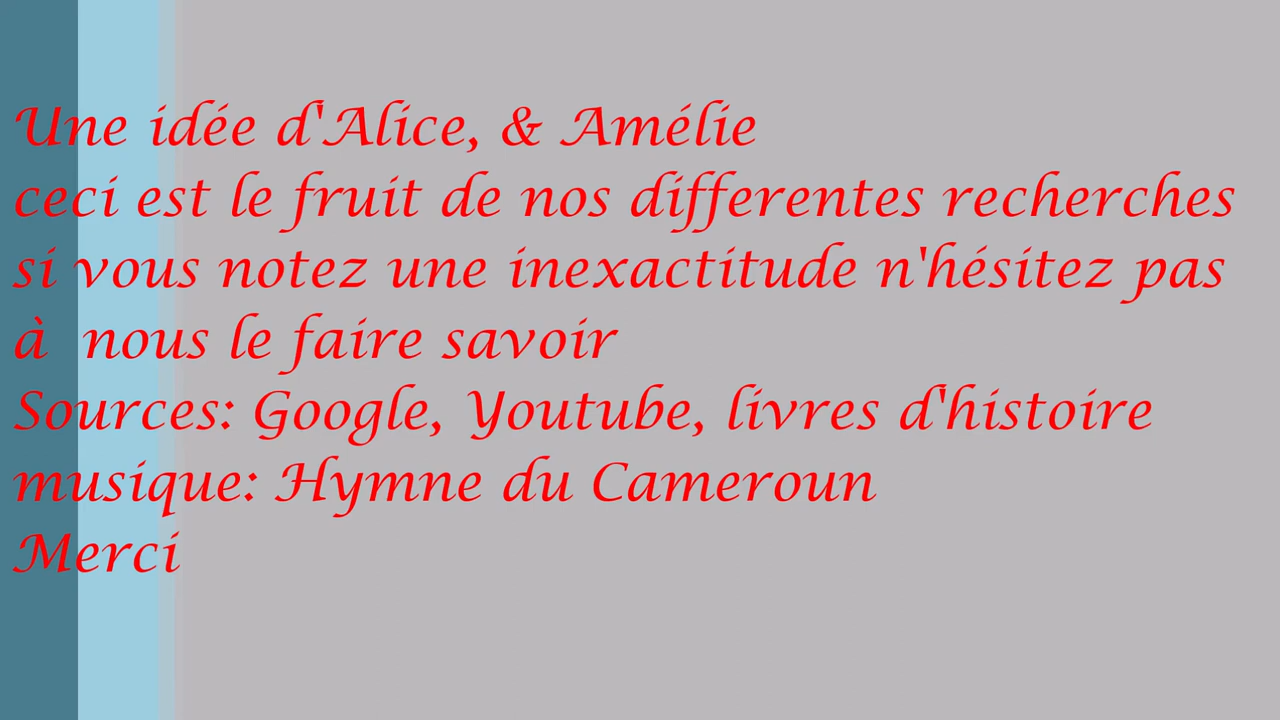 Une idée d'Alice, & Amélie
ceci est le fruit de nos differentes recherches
si vous notez une inexactitude n'hésitez pas
à  nous le faire savoir
Sources: Google, Youtube, livres d'histoire
musique: Hymne du Cameroun
Merci